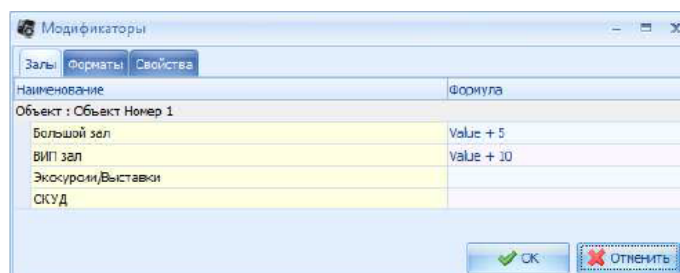 Модификаторы
Залы Форматы Свойства
Наименование Формула
Объект : Объект Номер 1
Большой зал Value + 5
ВИП зал Value + 10
Экскурсии/Выставки
СКУД
OK Отменить